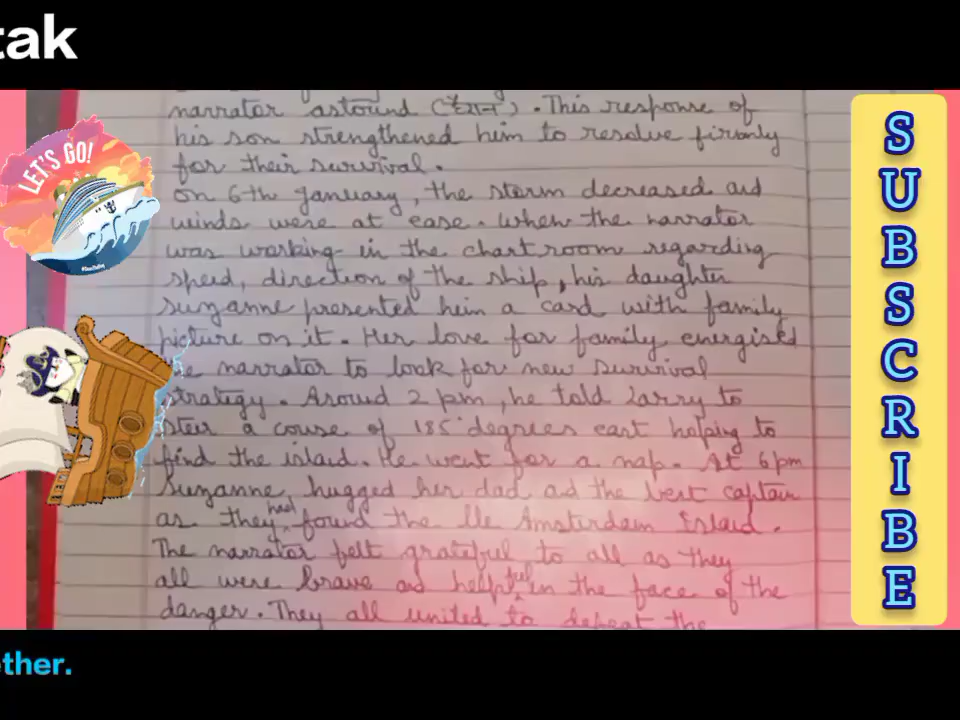 tak
narrator astound (हैरान). This response of
his son strengthened him to resolve firmly
for their survival.
On 6th January, the storm decreased and
winds were at ease. When the narrator
was working in the chart room regarding
speed, direction of the ship, his daughter
Suzanne presented him a card with family
picture on it. Her love for family energised
narrator to look for new survival
strategy. Around 2 pm, he told Larry to
steer a couse of 185 degrees east hoping to
find the island. He went for a nap. At 6pm
Suzanne, hugged her dad and the best captain
as they had found the Ile Amsterdam Island.
The narrator felt grateful to all as they
all were brave and helpful in the face of the
danger. They all united to defeat the
LET'S GO!
SUBSCRIBE
ether.